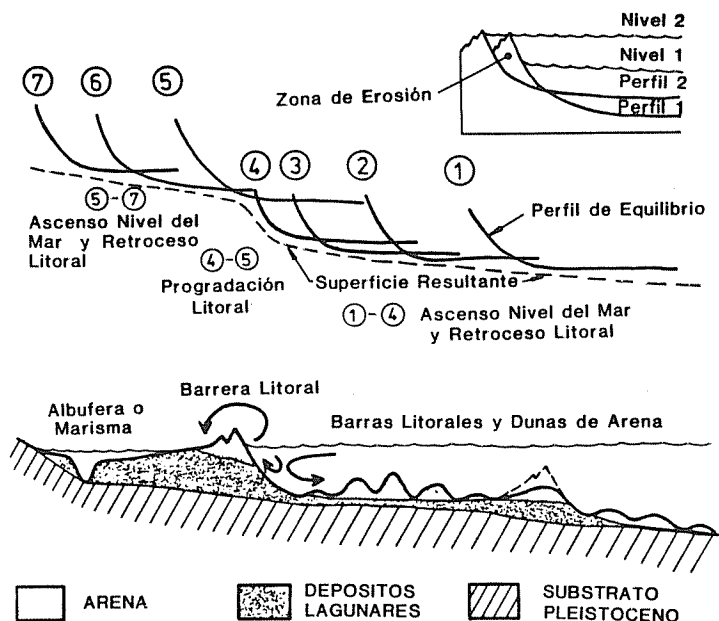 Nivel 2
Nivel 1
Perfil 2
Perfil 1
Zona de Erosión
7
6
5
4
3
2
1
5 - 7
Ascenso Nivel del
Mar y Retroceso
Litoral
4 - 5
Progradación
Litoral
Perfil de Equilibrio
Superficie Resultante
1 - 4 Ascenso Nivel del Mar
y Retroceso Litoral
Barrera Litoral
Albufera o
Marisma
Barras Litorales y Dunas de Arena
ARENA
DEPOSITOS
LAGUNARES
SUBSTRATO
PLEISTOCENO